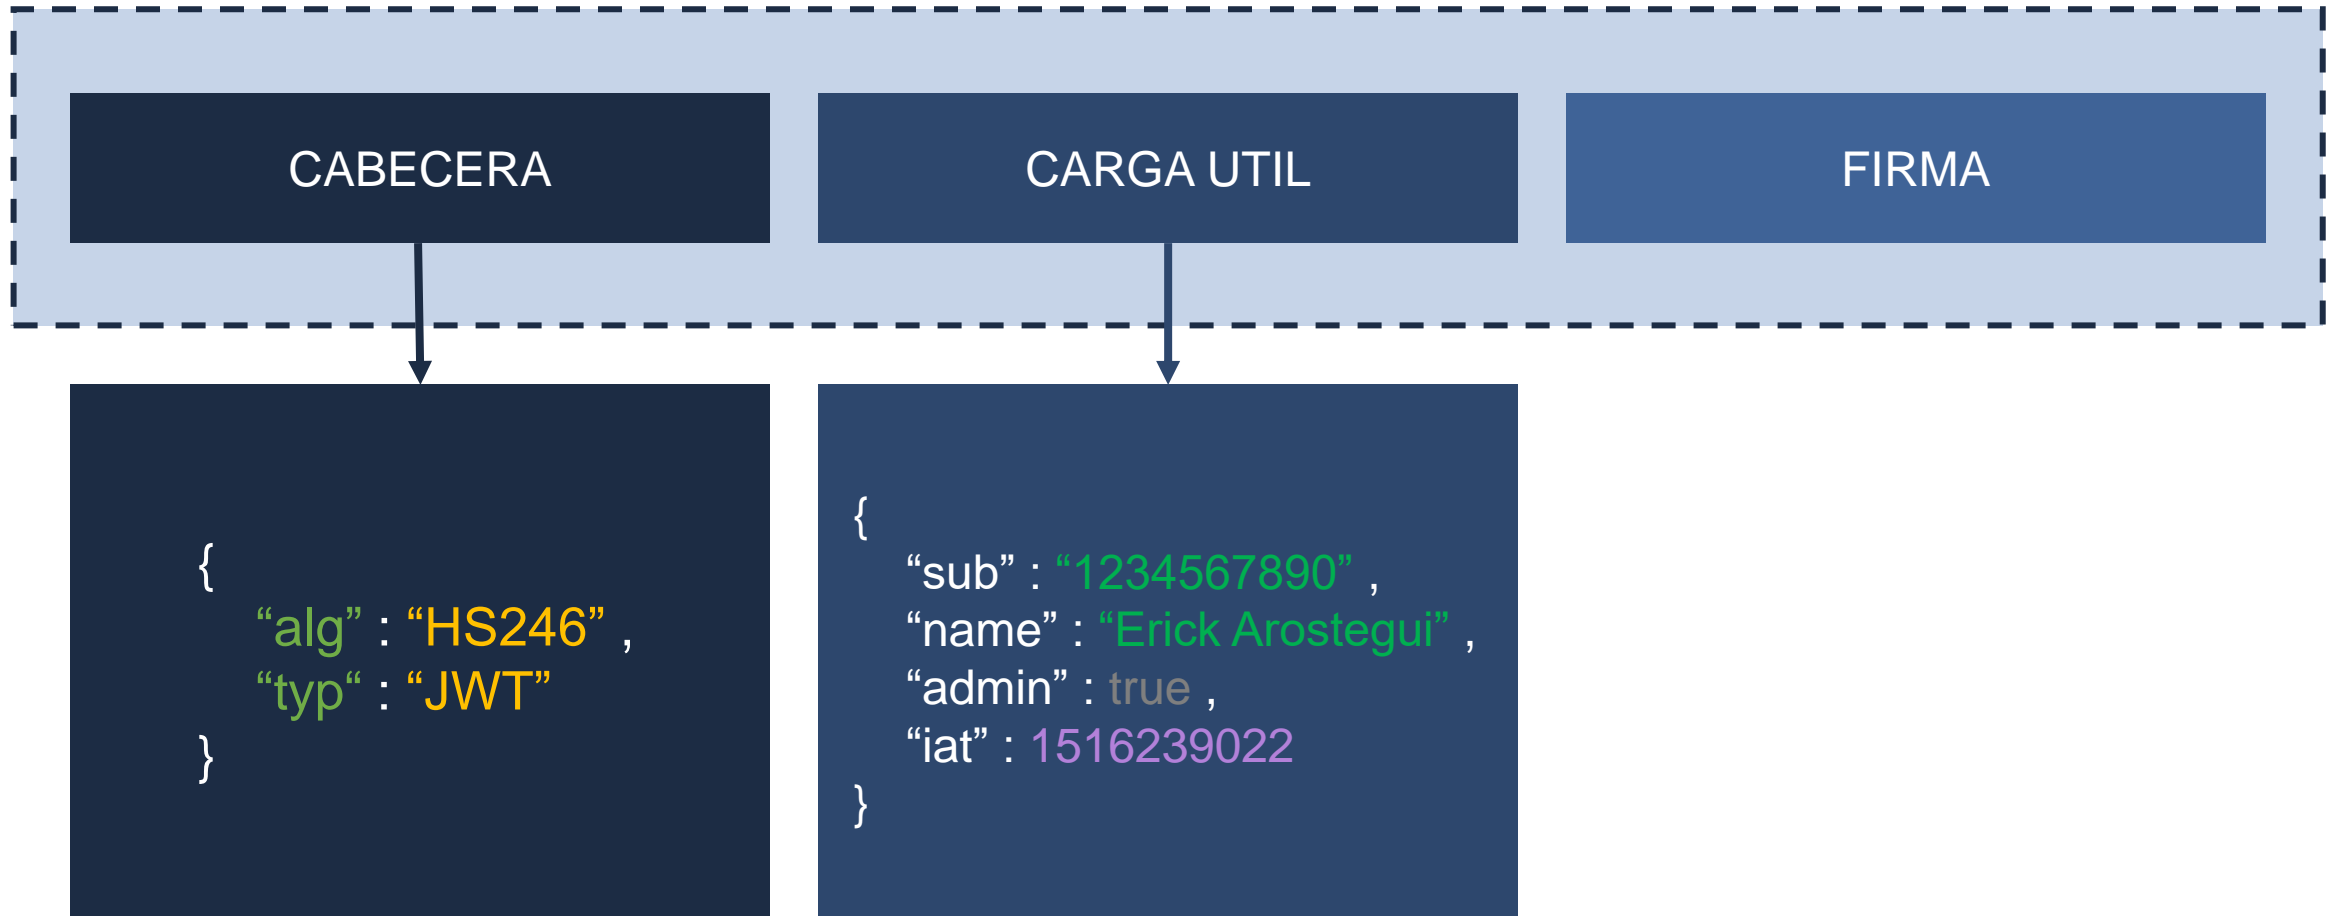 CABECERA
CARGA UTIL
FIRMA
{
“alg” : “HS246” ,
“typ“ : “JWT”
}
{
“sub” : “1234567890” ,
“name” : “Erick Arostegui” ,
“admin” : true ,
“iat” : 1516239022
}